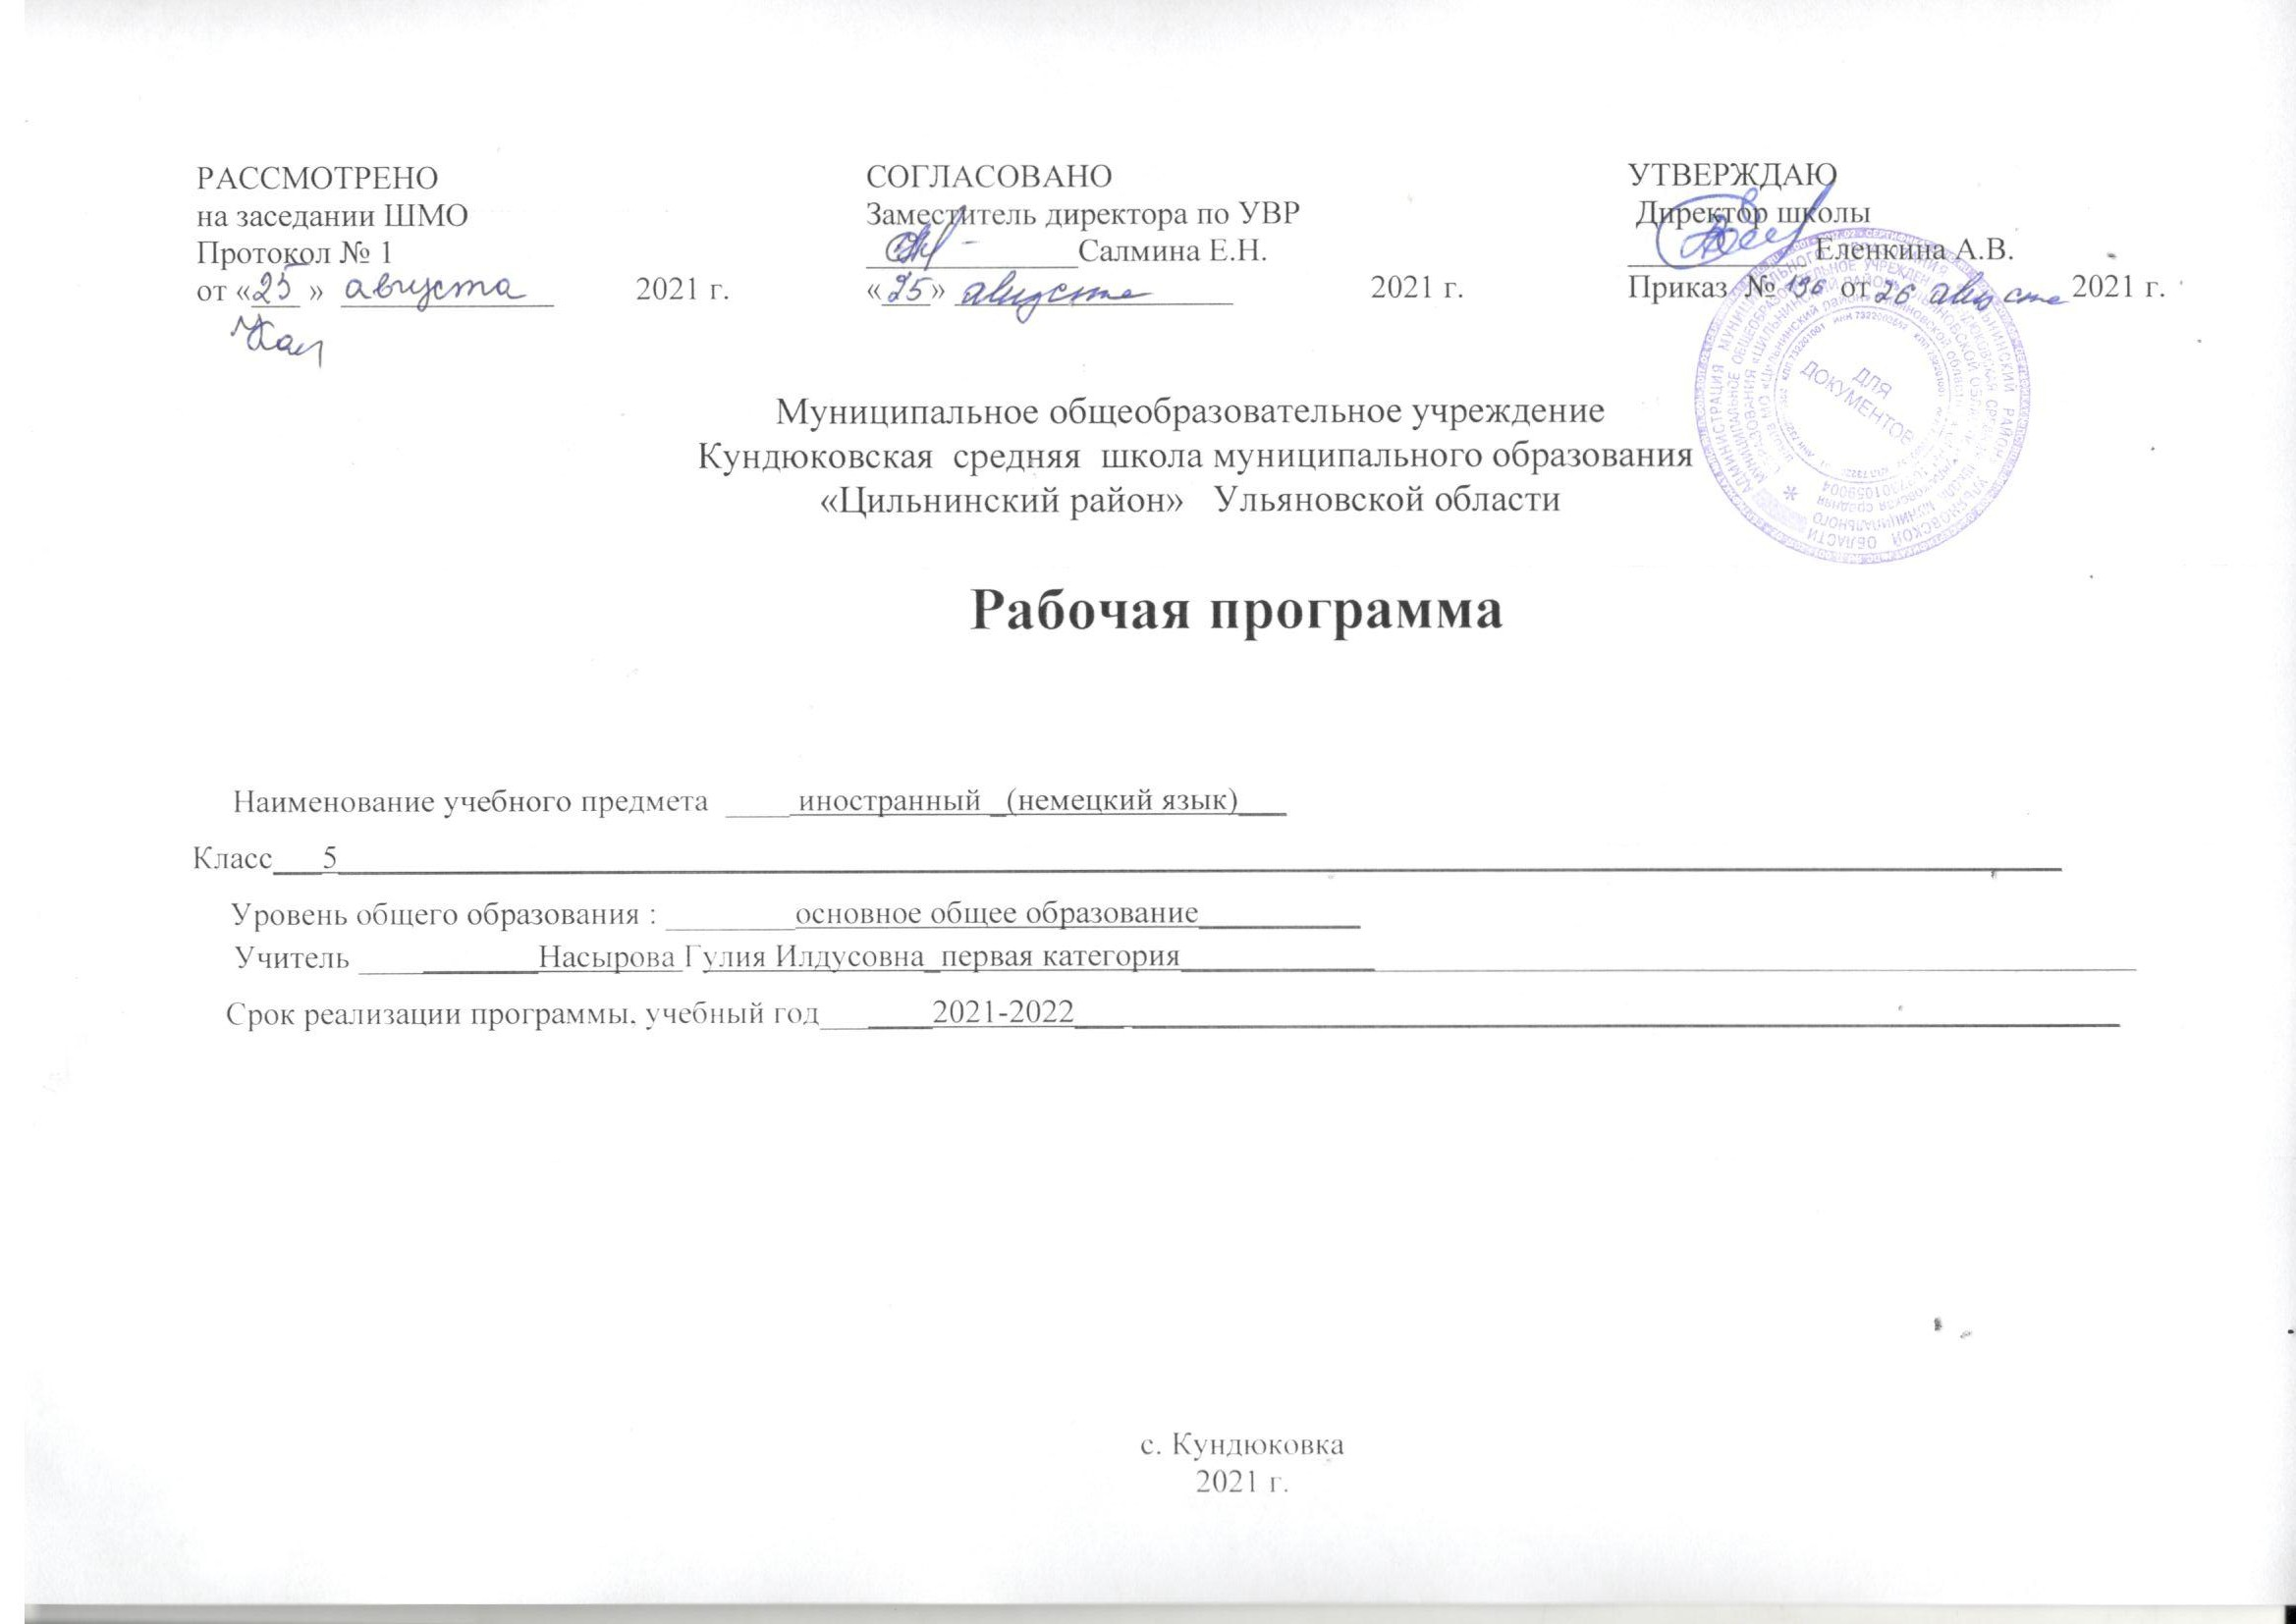 РАССМОТРЕНО
на заседании ШМО
Протокол № 1
от «25» августа 2021 г.
СОГЛАСОВАНО
Заместитель директора по УВР
Салмина Е.Н.
«25» августа 2021 г.
УТВЕРЖДАЮ
Директор школы
Еленкина А.В.
Приказ № 196 от 26 августа 2021 г.
ДЛЯ
ДОКУМЕНТОВ
Муниципальное общеобразовательное учреждение
Кундюковская средняя школа муниципального образования
«Цильнинский район» Ульяновской области
Рабочая программа
Наименование учебного предмета иностранный (немецкий язык)
Класс 5
Уровень общего образования : основное общее образование
Учитель Насырова Гулия Илдусовна первая категория
Срок реализации программы, учебный год 2021-2022
с. Кундюковка
2021 г.